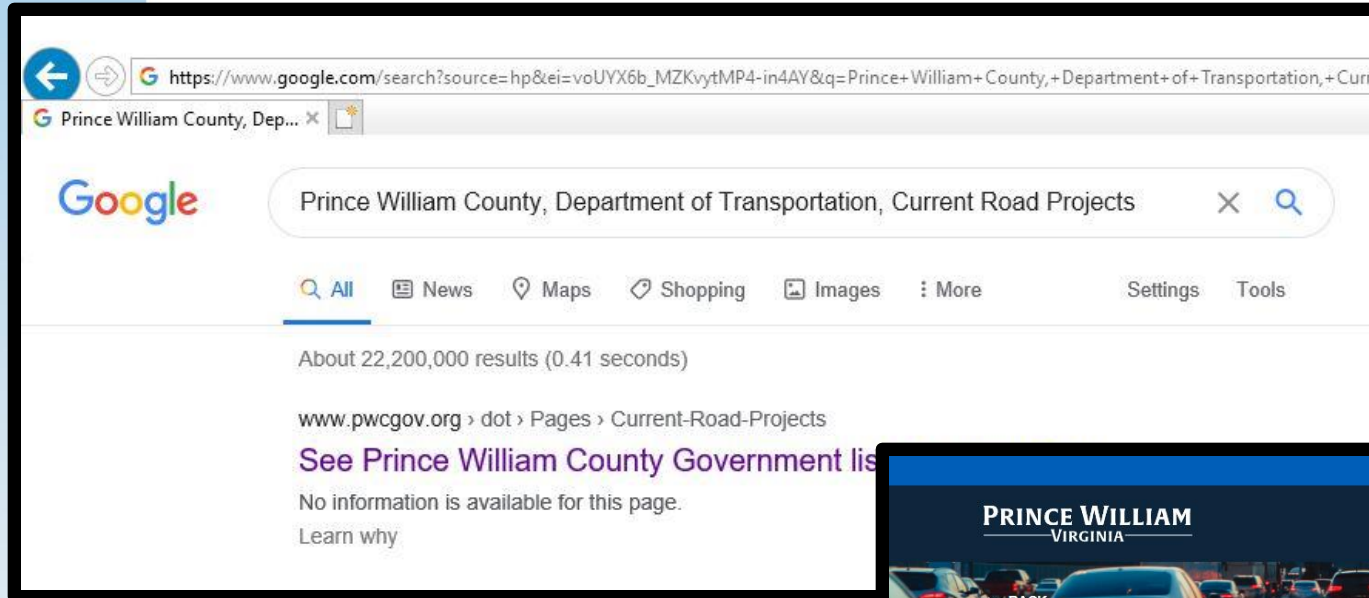 https://www.google.com/search?source=hp&ei=voUYX6b_MZKvytMP4-in4AY&q=Prince+William+County,+Department+of+Transportation,+Curr
Prince William County, Dep...
Google
Prince William County, Department of Transportation, Current Road Projects
All News Maps Shopping Images More Settings Tools
About 22,200,000 results (0.41 seconds)
www.pwcgov.org › dot › Pages › Current-Road-Projects
See Prince William County Government lis
No information is available for this page.
Learn why
PRINCE WILLIAM
VIRGINIA